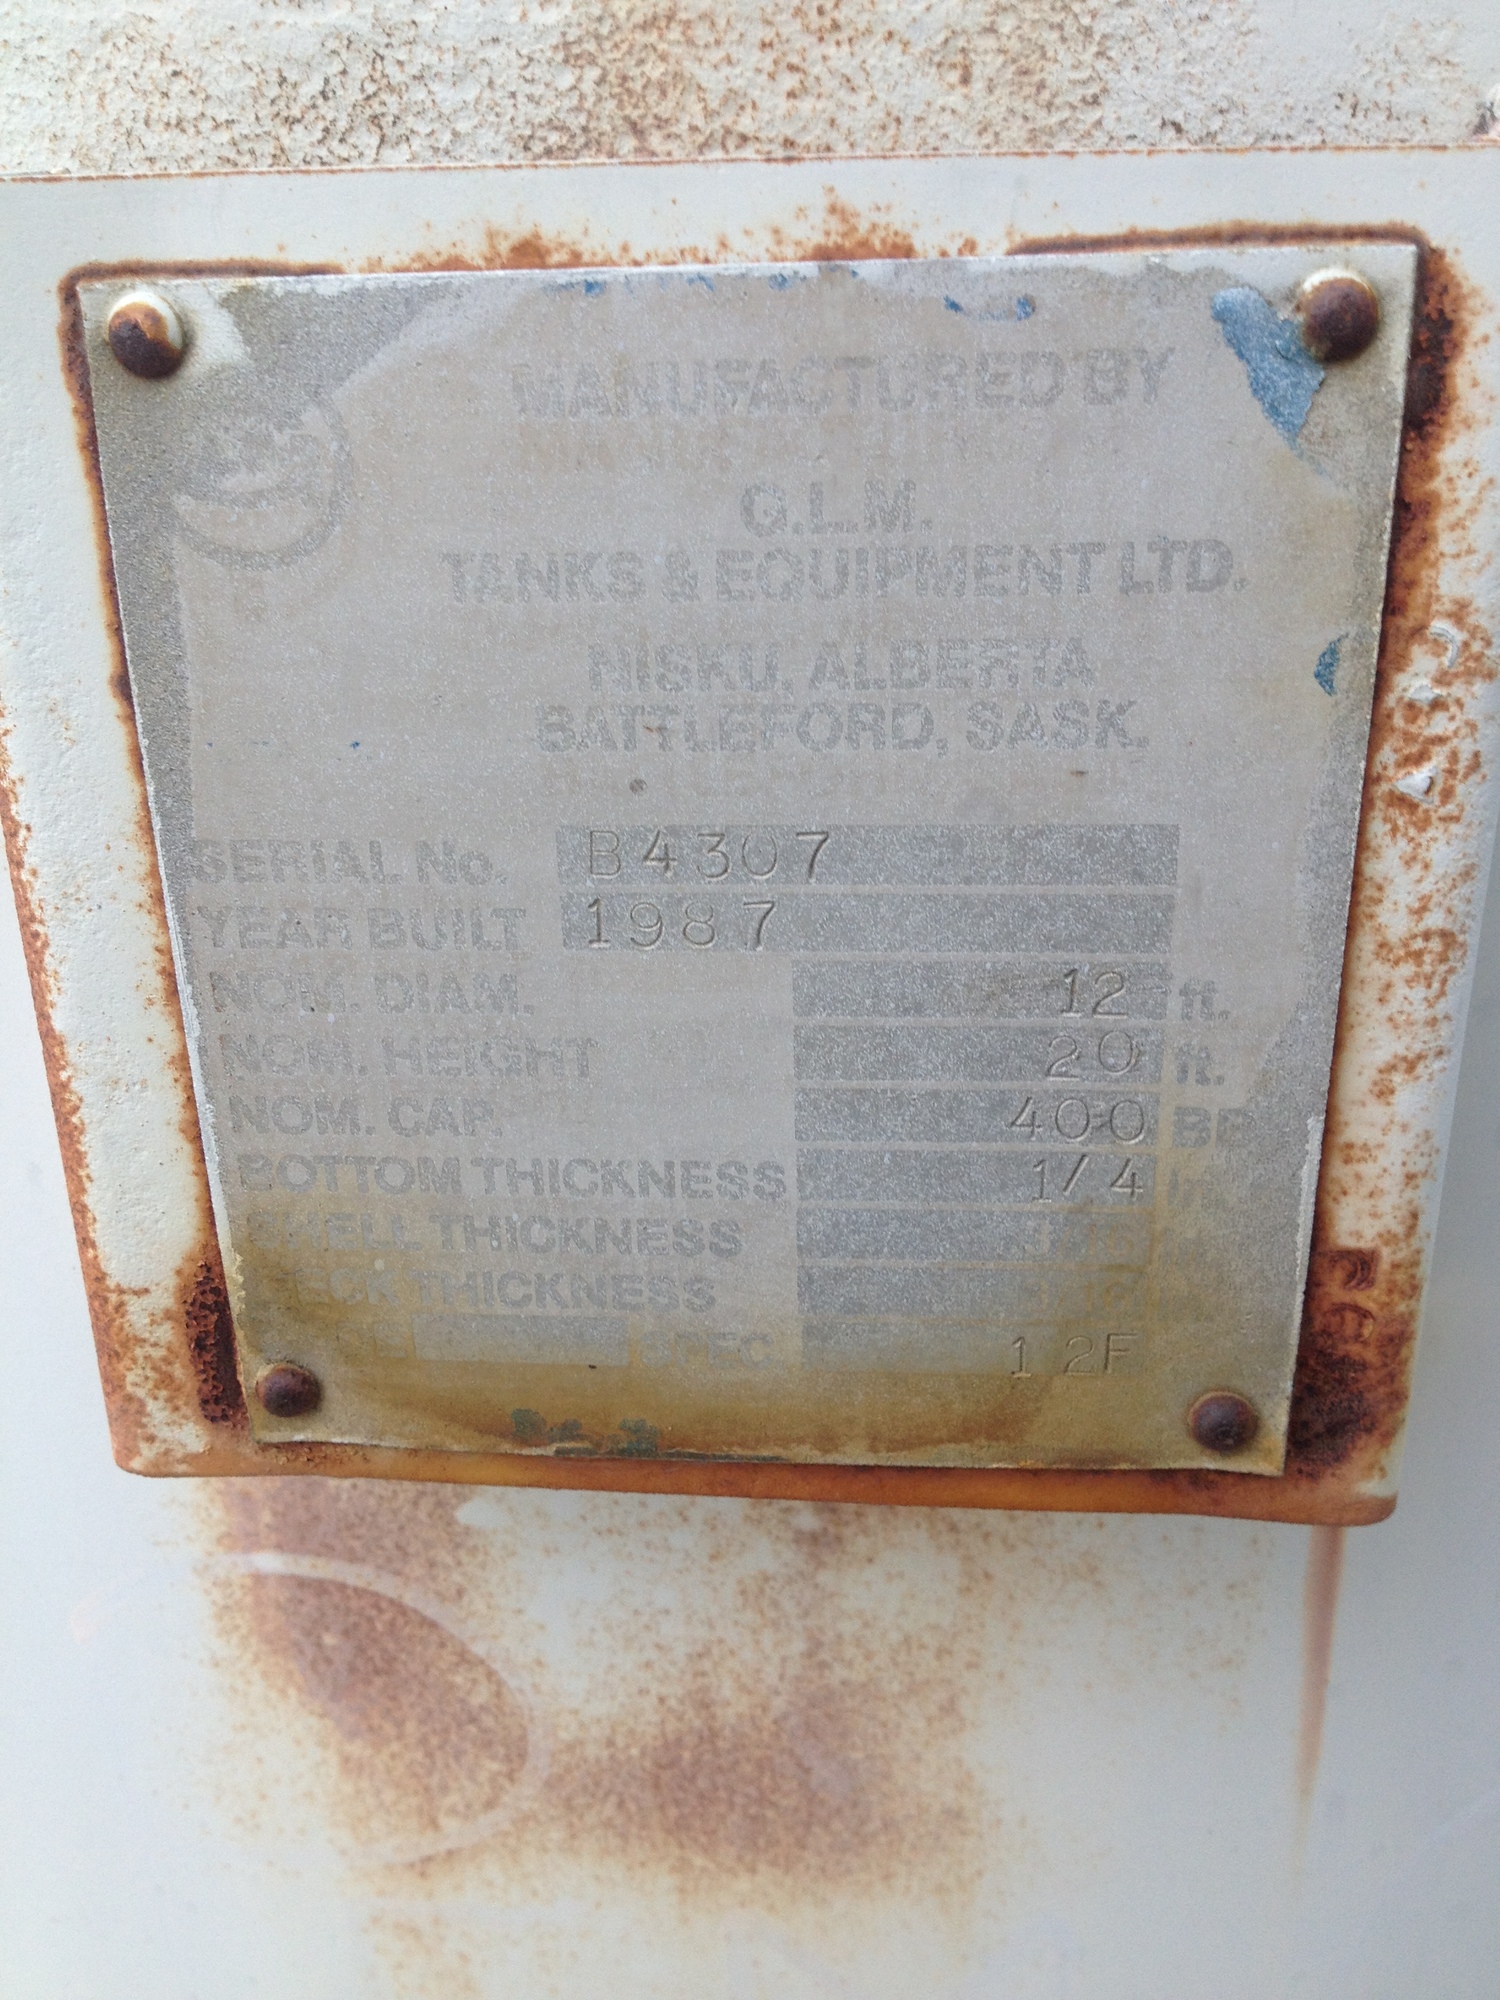 MANUFACTURED BY
G.L.M.
TANKS & EQUIPMENT LTD.
NISKU, ALBERTA
BATTLEFORD, SASK.
SERIAL No. B4307
YEAR BUILT 1987
NOM. DIAM. 12 ft.
NOM. HEIGHT 20 ft.
NOM. CAP. 400
BOTTOM THICKNESS 1/4
SHELL THICKNESS
DECK THICKNESS
SPEC. 12F